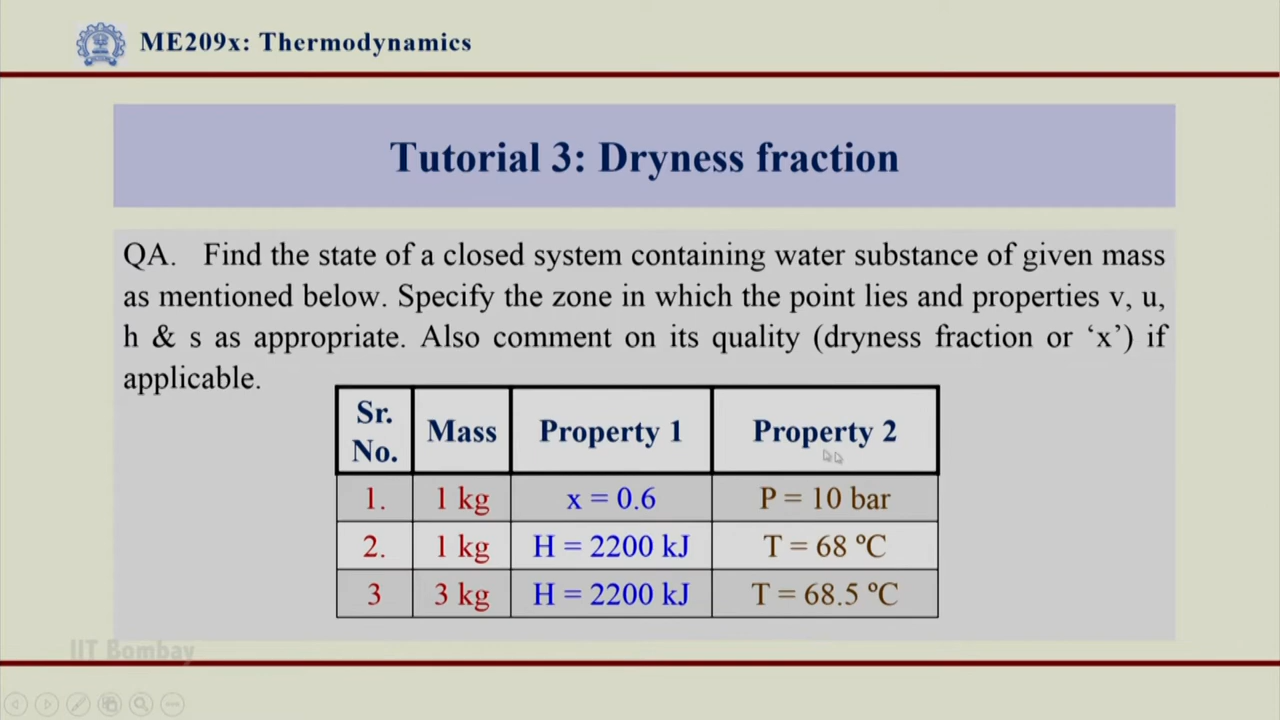 ME209x: Thermodynamics
Tutorial 3: Dryness fraction
QA. Find the state of a closed system containing water substance of given mass
as mentioned below. Specify the zone in which the point lies and properties v, u,
h & s as appropriate. Also comment on its quality (dryness fraction or ‘x’) if
applicable.
Sr. No. Mass Property 1 Property 2
1. 1 kg x = 0.6 P = 10 bar
2. 1 kg H = 2200 kJ T = 68 ºC
3 3 kg H = 2200 kJ T = 68.5 ºC
IIT Bombay